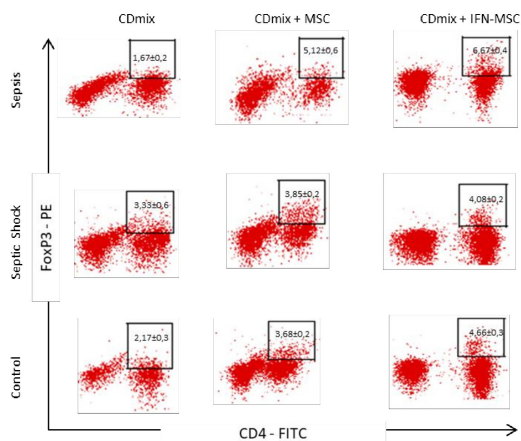 CDmix CDmix + MSC CDmix + IFN-MSC
Sepsis
1,67±0,2 5,12±0,6 6,67±0,4
Septic Shock
3,33±0,6 3,85±0,2 4,08±0,2
Control
2,17±0,3 3,68±0,2 4,66±0,3
FoxP3 - PE
CD4 - FITC